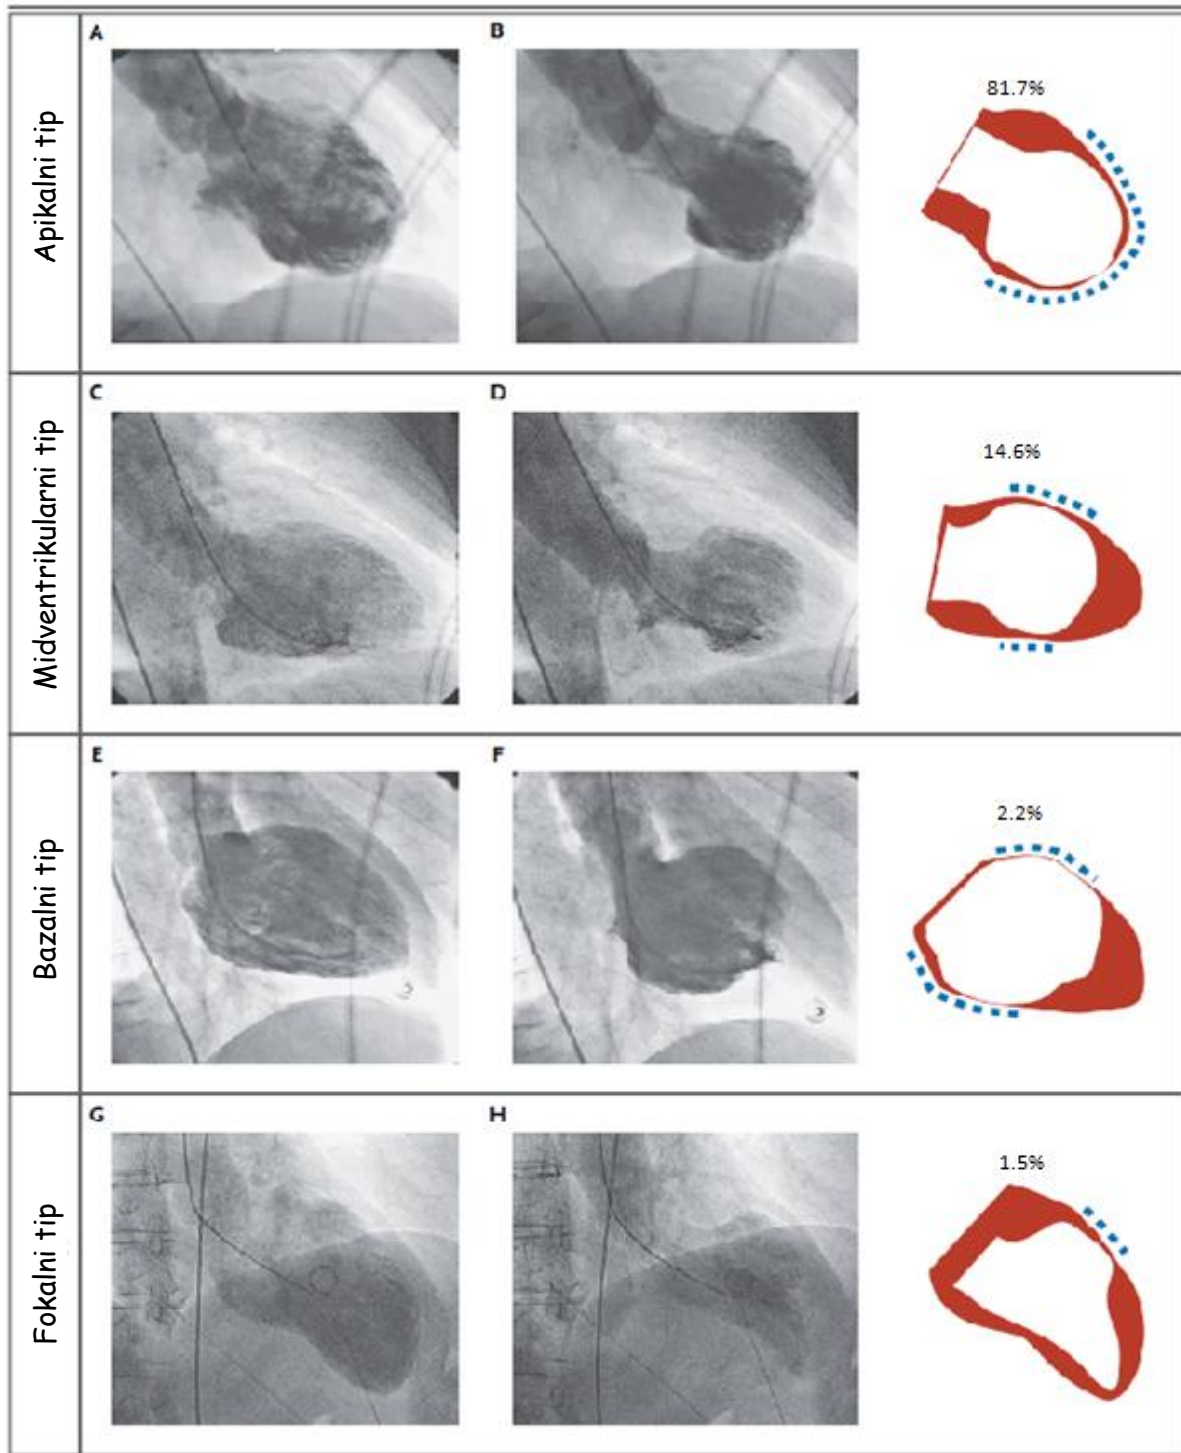 Apikalni tip
A
B
81.7%
Midventrikularni tip
C
D
14.6%
Bazalni tip
E
F
2.2%
Fokalni tip
G
H
1.5%